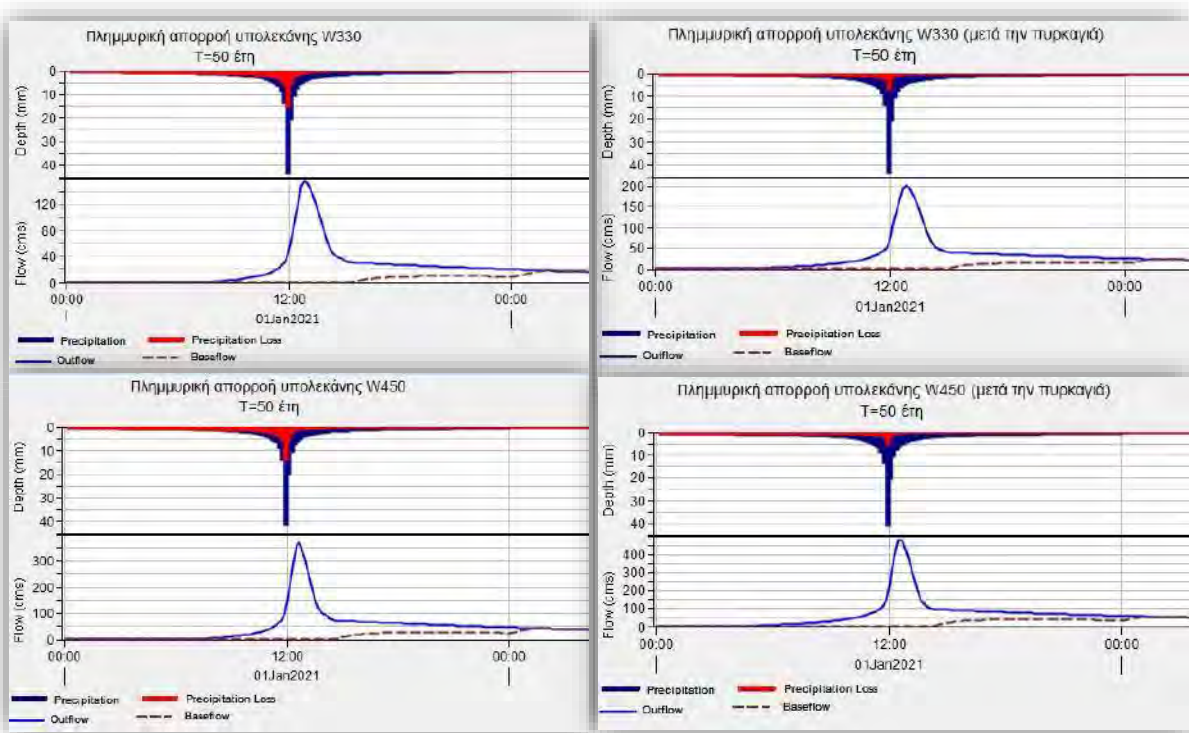 Πλημμυρική απορροή υπολεκάνης W330
T=50 έτη
0
10
20
30
40
Depth (mm)
120
80
40
0
Flow (cms)
00:00
12:00
00:00
01Jan2021
Precipitation
Precipitation Loss
Outflow
Baseflow
Πλημμυρική απορροή υπολεκάνης W330 (μετά την πυρκαγιά)
T=50 έτη
0
10
20
30
40
Depth (mm)
200
150
100
50
0
Flow (cms)
00:00
12:00
00:00
01Jan2021
Precipitation
Precipitation Loss
Outflow
Baseflow
Πλημμυρική απορροή υπολεκάνης W450
T=50 έτη
0
10
20
30
40
Depth (mm)
300
200
100
0
Flow (cms)
00:00
12:00
00:00
01Jan2021
Precipitation
Precipitation Loss
Outflow
Baseflow
Πλημμυρική απορροή υπολεκάνης W450 (μετά την πυρκαγιά)
T=50 έτη
0
10
20
30
40
Depth (mm)
400
300
200
100
0
Flow (cms)
00:00
12:00
00:00
01Jan2021
Precipitation
Precipitation Loss
Outflow
Baseflow